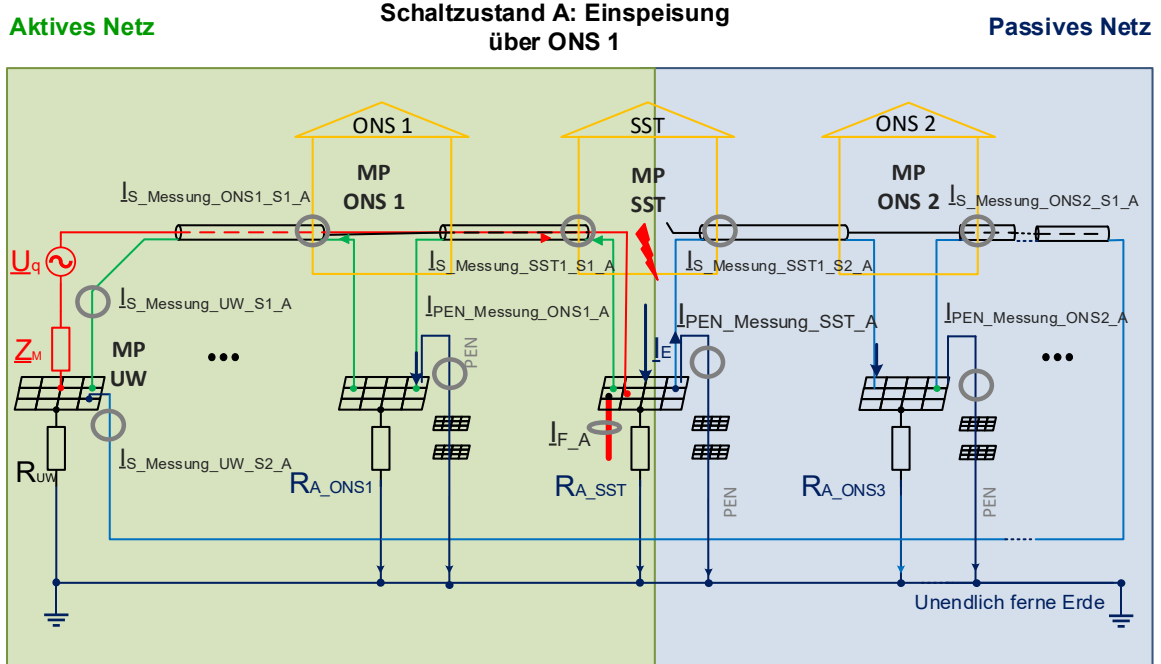 Aktives Netz
Schaltzustand A: Einspeisung
über ONS 1
Passives Netz
ONS 1
SST
ONS 2
MP
ONS 1
MP
SST
MP
ONS 2
IS_Messung_ONS1_S1_A
IS_Messung_ONS2_S1_A
Uq
IS_Messung_SST1_S1_A
IS_Messung_SST1_S2_A
IS_Messung_UW_S1_A
IPEN_Messung_ONS1_A
IPEN_Messung_SST_A
IPEN_Messung_ONS2_A
ZM
MP
UW
...
PEN
IE
...
IF_A
RUW
IS_Messung_UW_S2_A
RA_ONS1
RA_SST
RA_ONS3
PEN
PEN
Unendlich ferne Erde